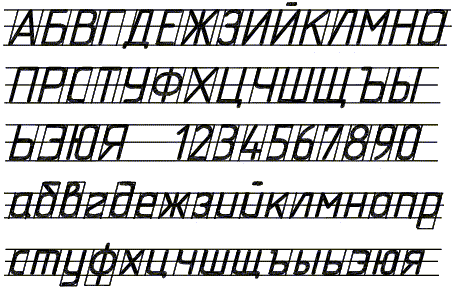 АБВГДЕЖЗИЙКЛМНО
ПРСТУФХЦЧШЩЪЫ
ЬЭЮЯ 1234567890
абвгдежзийклмнопр
стуфхцчшщъыьэюя